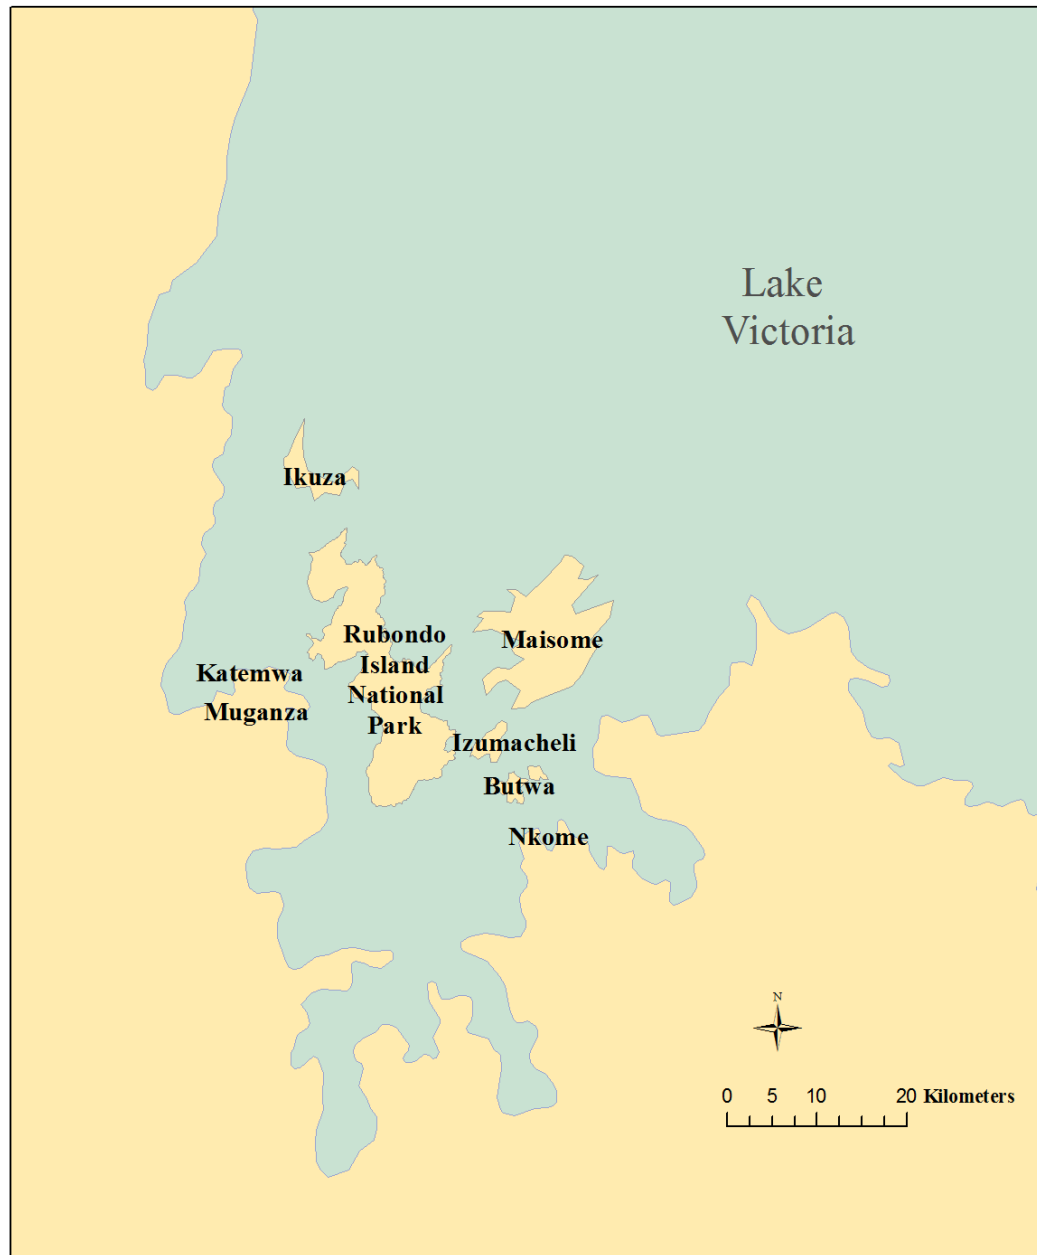 Lake
Victoria
Ikuza
Rubondo
Island
National
Park
Maisome
Katemwa
Muganza
Izumacheli
Butwa
Nkome
N
0 5 10 20 Kilometers